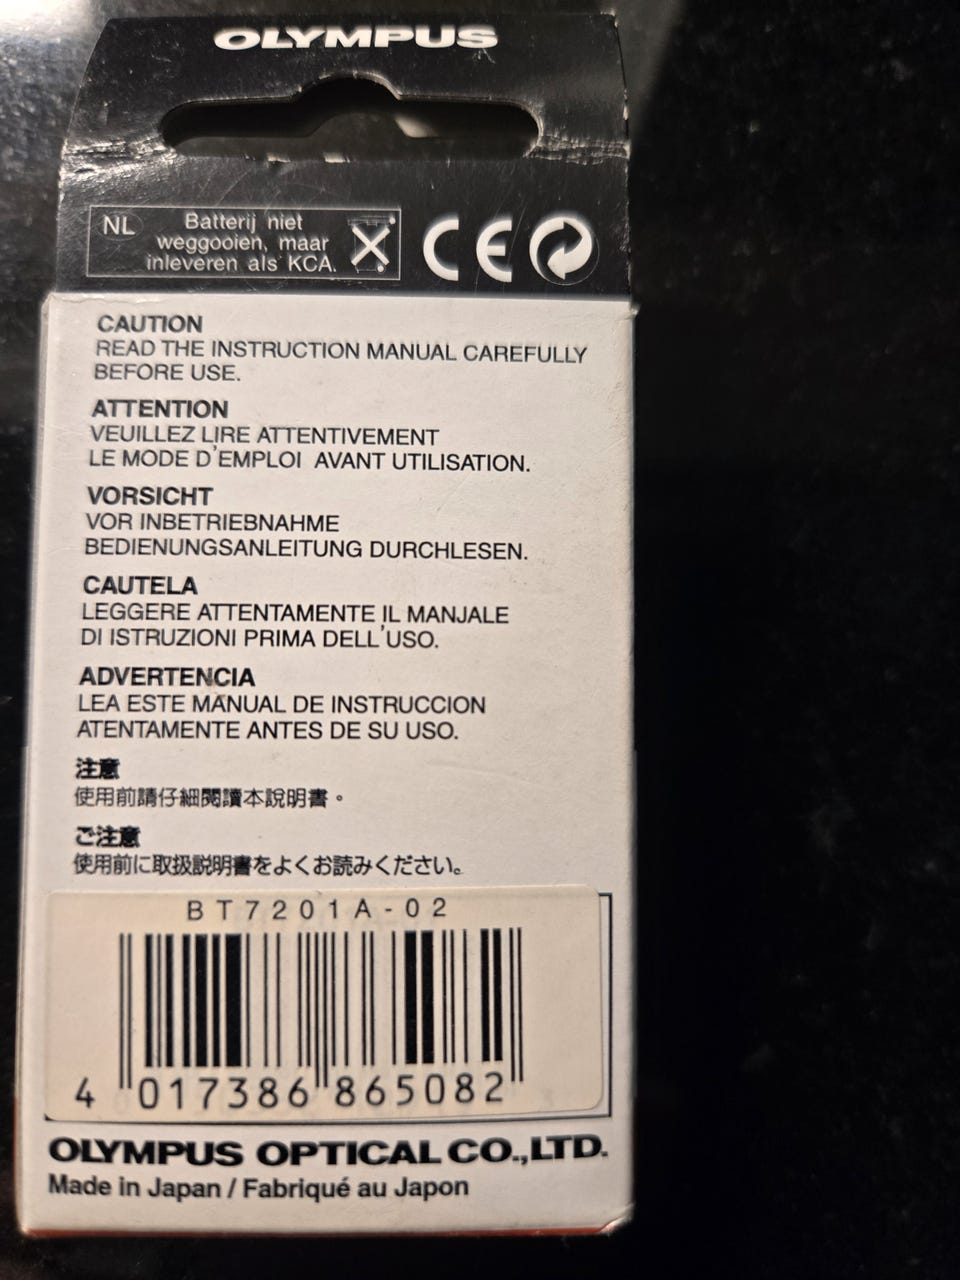 OLYMPUS
NL
Batterij niet
weggooien, maar
inleveren als KCA.
CE
CAUTION
READ THE INSTRUCTION MANUAL CAREFULLY
BEFORE USE.
ATTENTION
VEUILLEZ LIRE ATTENTIVEMENT
LE MODE D'EMPLOI AVANT UTILISATION.
VORSICHT
VOR INBETRIEBNAHME
BEDIENUNGSANLEITUNG DURCHLESEN.
CAUTELA
LEGGERE ATTENTAMENTE IL MANJALE
DI ISTRUZIONI PRIMA DELL'USO.
ADVERTENCIA
LEA ESTE MANUAL DE INSTRUCCION
ATENTAMENTE ANTES DE SU USO.
注意
使用前請仔細閱讀本說明書。
ご注意
使用前に取扱説明書をよくお読みください。
BT7201A-02
4 017386 865082
OLYMPUS OPTICAL CO.,LTD.
Made in Japan / Fabriqué au Japon